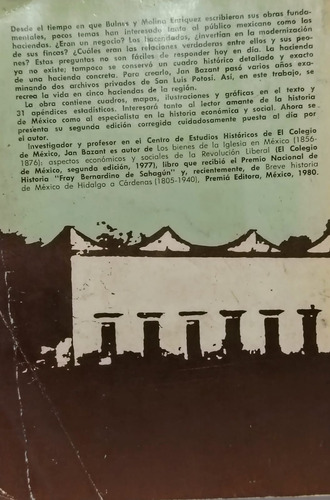 Desde el tiempo en que Bulnes y Molina Enríquez escribieron sus obras funda-
mentales, pocos temas han interesado tanto al público mexicano como las
haciendas. ¿Eran un negocio? Los hacendados, ¿invertían en la modernización
de sus fincas? ¿Cuáles eran las relaciones verdaderas entre ellos y sus peo-
nes? Estas preguntas no son fáciles de responder hoy en día. La hacienda
ya no existe; tampoco se conservó un cuadro histórico detallado y exacto
de una hacienda concreta. Para crearlo, Jan Bazant pasó varios años exa-
minando dos archivos privados de San Luis Potosí. Así, en este trabajo, se
recrea la vida en cinco haciendas de la región.
La obra contiene cuadros, mapas, ilustraciones y gráficas en el texto y
31 apéndices estadísticos. Interesará tanto al lector amante de la historia
de México como al especialista en la historia económica y social. Ahora se
presenta su segunda edición corregida cuidadosamente puesta al día por
el autor.
Investigador y profesor en el Centro de Estudios Históricos de El Colegio
de México, Jan Bazant es autor de Los bienes de la Iglesia en México (1856-
1876): aspectos económicos y sociales de la Revolución Liberal (El Colegio
de México, segunda edición, 1977), libro que recibió el Premio Nacional de
Historia "Fray Bernardino de Sahagún" y, recientemente, de Breve historia
de México de Hidalgo a Cárdenas (1805-1940), Premiá Editora, México, 1980.